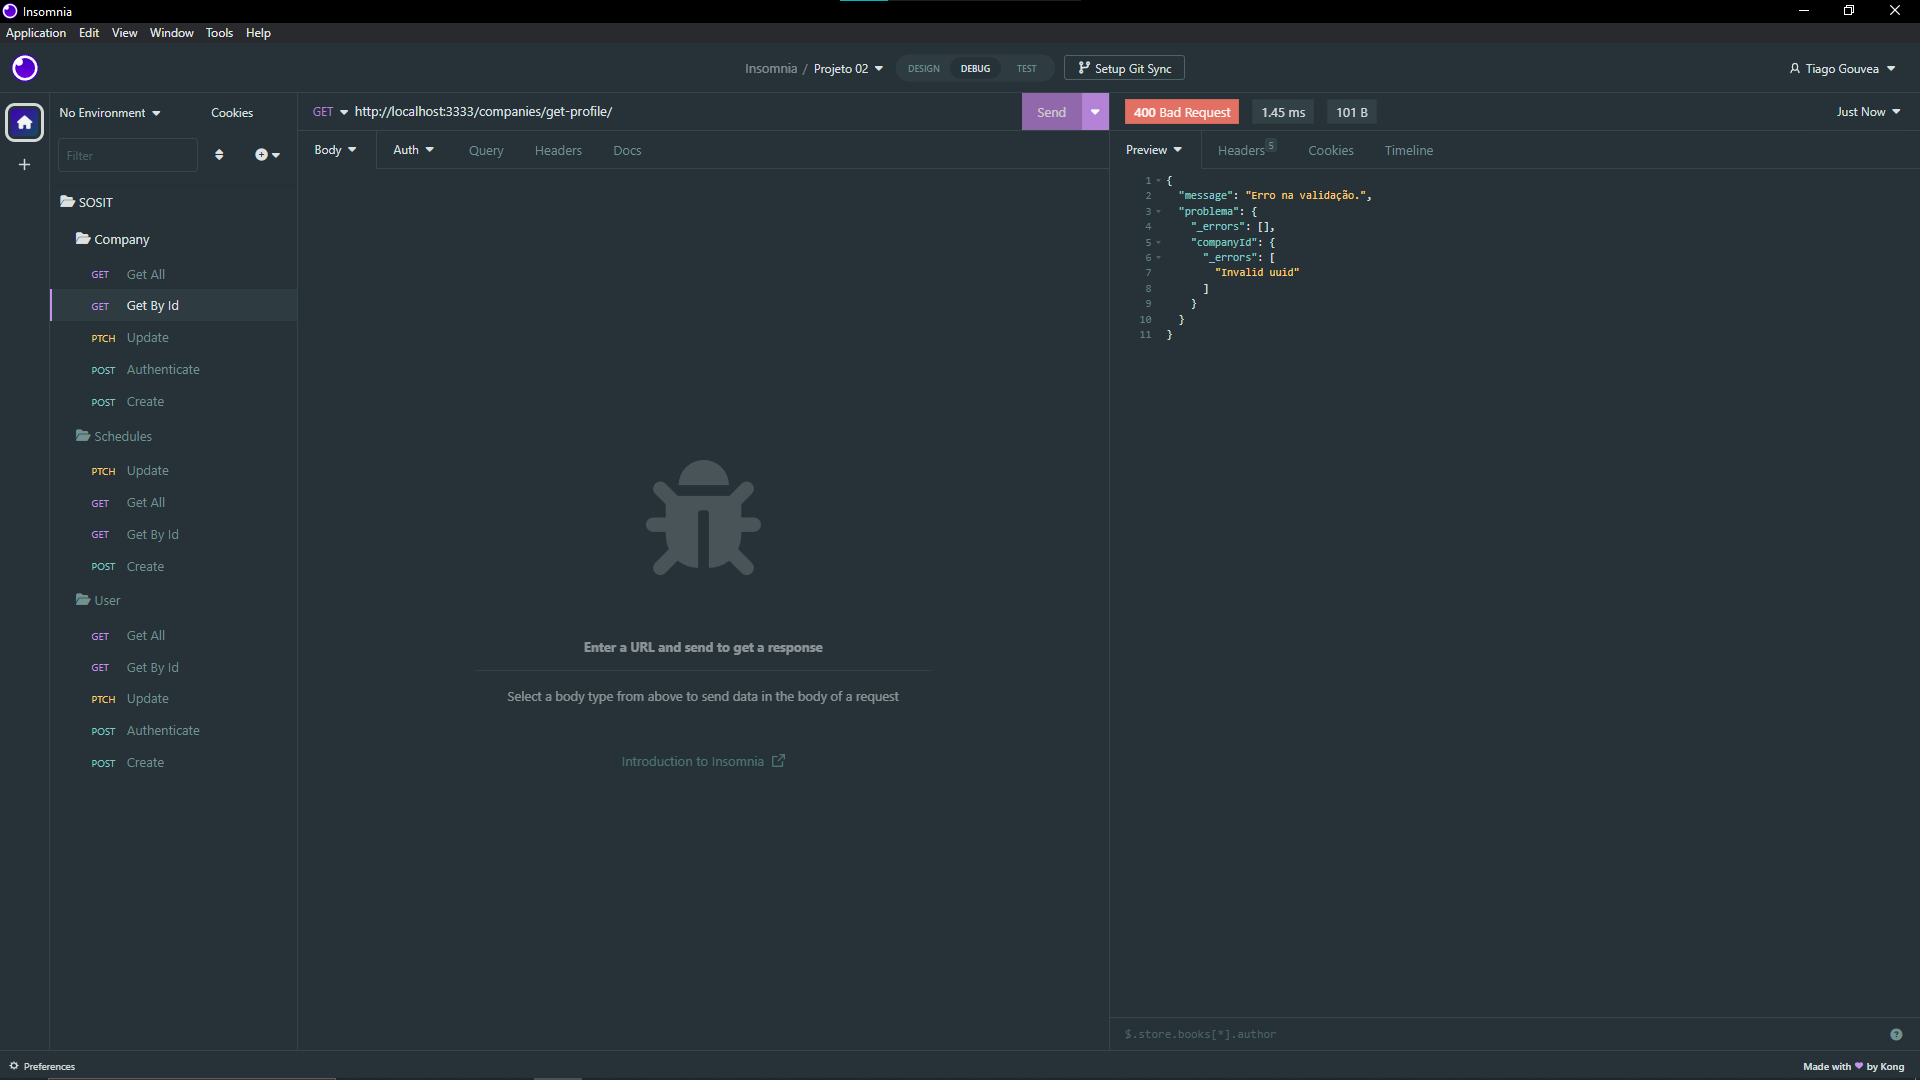 Insomnia
Application Edit View Window Tools Help
Insomnia / Projeto 02 DESIGN DEBUG TEST Setup Git Sync Tiago Gouvea
No Environment Cookies
Filter
SOSIT
Company
GET Get All
GET Get By Id
PTCH Update
POST Authenticate
POST Create
Schedules
PTCH Update
GET Get All
GET Get By Id
POST Create
User
GET Get All
GET Get By Id
PTCH Update
POST Authenticate
POST Create
GET http://localhost:3333/companies/get-profile/ Send
Body Auth Query Headers Docs
Enter a URL and send to get a response
Select a body type from above to send data in the body of a request
Introduction to Insomnia
400 Bad Request 1.45 ms 101 B Just Now
Preview Headers 5 Cookies Timeline
1 {
2 "message": "Erro na validação.",
3 "problema": {
4 "_errors": [],
5 "companyId": {
6 "_errors": [
7 "Invalid uuid"
8 ]
9 }
10 }
11 }
$.store.books[*].author
Preferences
Made with ♥ by Kong